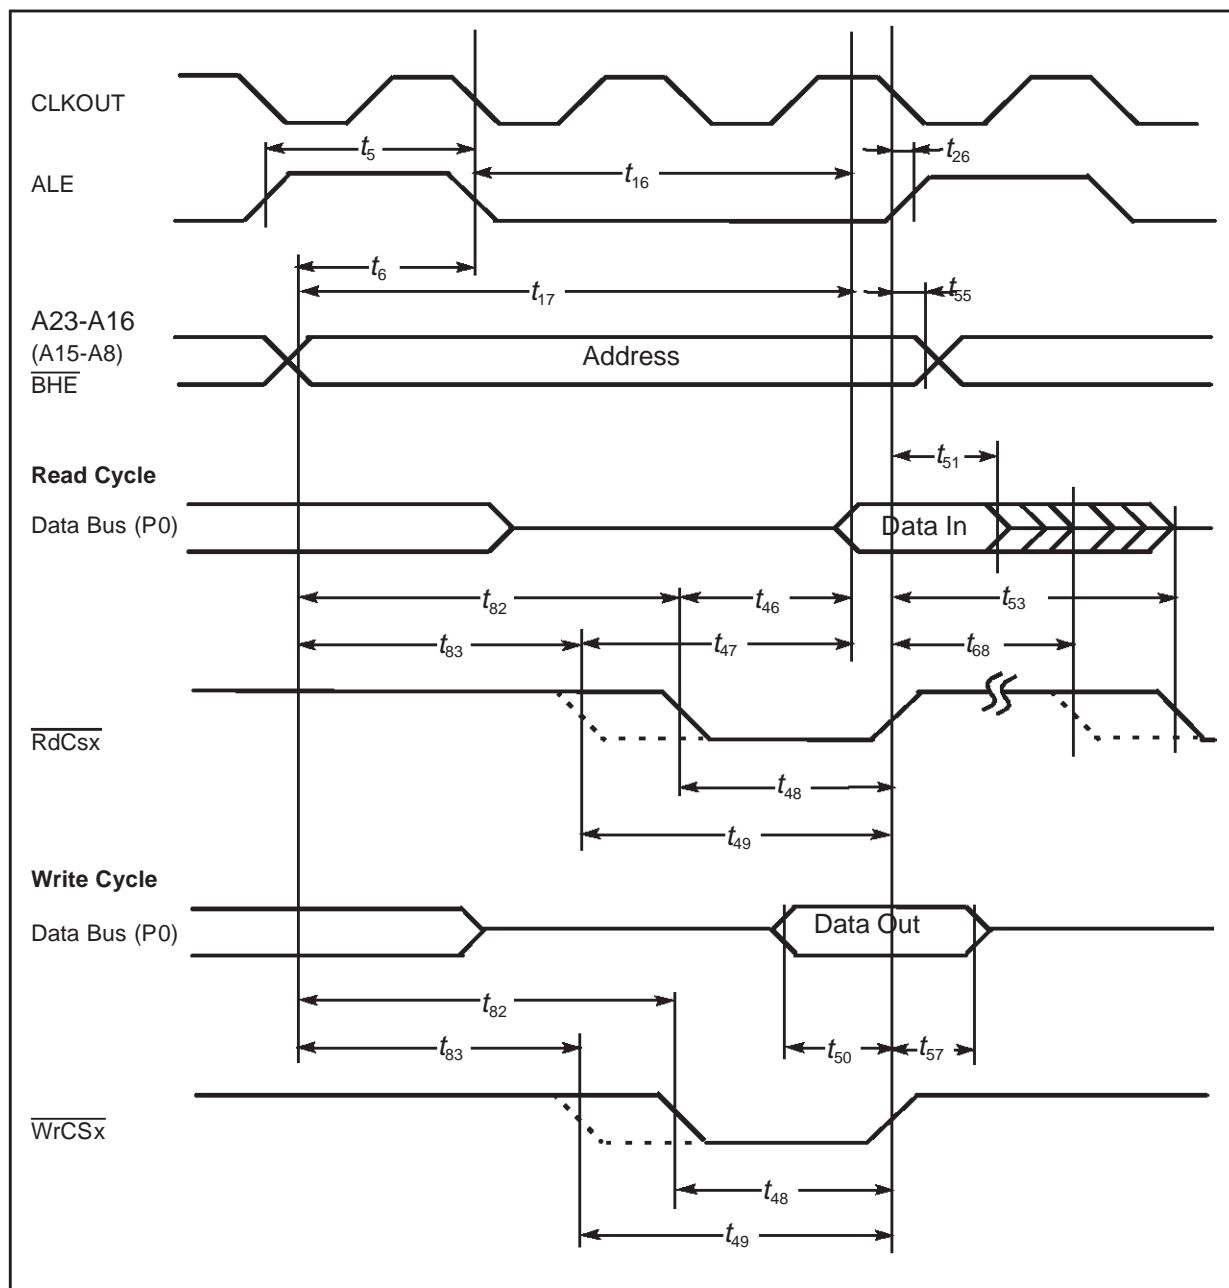 CLKOUT
t5
t26
ALE
t16
t6
t17
t55
A23-A16
(A15-A8)
Address
BHE
t51
Read Cycle
Data Bus (P0)
Data In
t82
t46
t53
t83
t47
t68
RdCsx
t48
t49
Write Cycle
Data Bus (P0)
Data Out
t82
t83
t50
t57
WrCSx
t48
t49